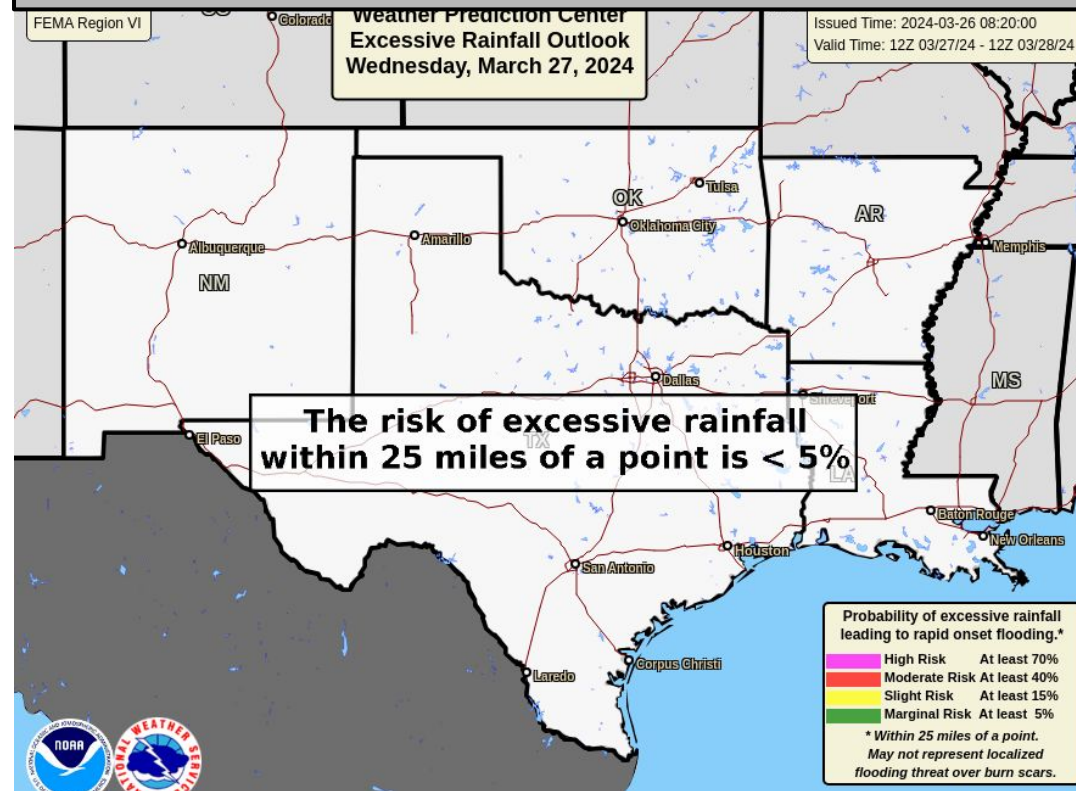 FEMA Region VI
Weather Prediction Center
Excessive Rainfall Outlook
Wednesday, March 27, 2024
Issued Time: 2024-03-26 08:20:00
Valid Time: 12Z 03/27/24 - 12Z 03/28/24
Colorado
Tulsa
OK
Oklahoma City
AR
Albuquerque
Amarillo
Memphis
NM
Dallas
MS
Shreveport
The risk of excessive rainfall
within 25 miles of a point is < 5%
TX
El Paso
LA
Baton Rouge
New Orleans
Houston
San Antonio
Corpus Christi
Laredo
Probability of excessive rainfall
leading to rapid onset flooding.*
High Risk At least 70%
Moderate Risk At least 40%
Slight Risk At least 15%
Marginal Risk At least 5%
* Within 25 miles of a point.
May not represent localized
flooding threat over burn scars.
NOAA
WEATHER